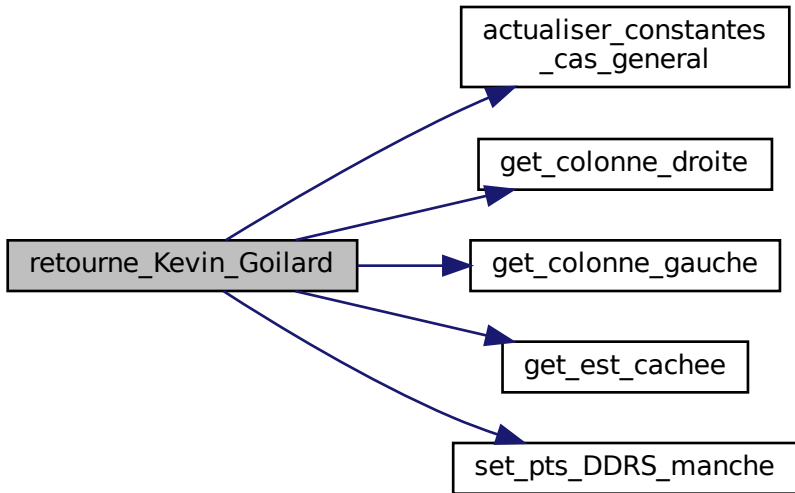 actualiser_constantes
_cas_general
get_colonne_droite
retourne_Kevin_Goilard
get_colonne_gauche
get_est_cachee
set_pts_DDRS_manche